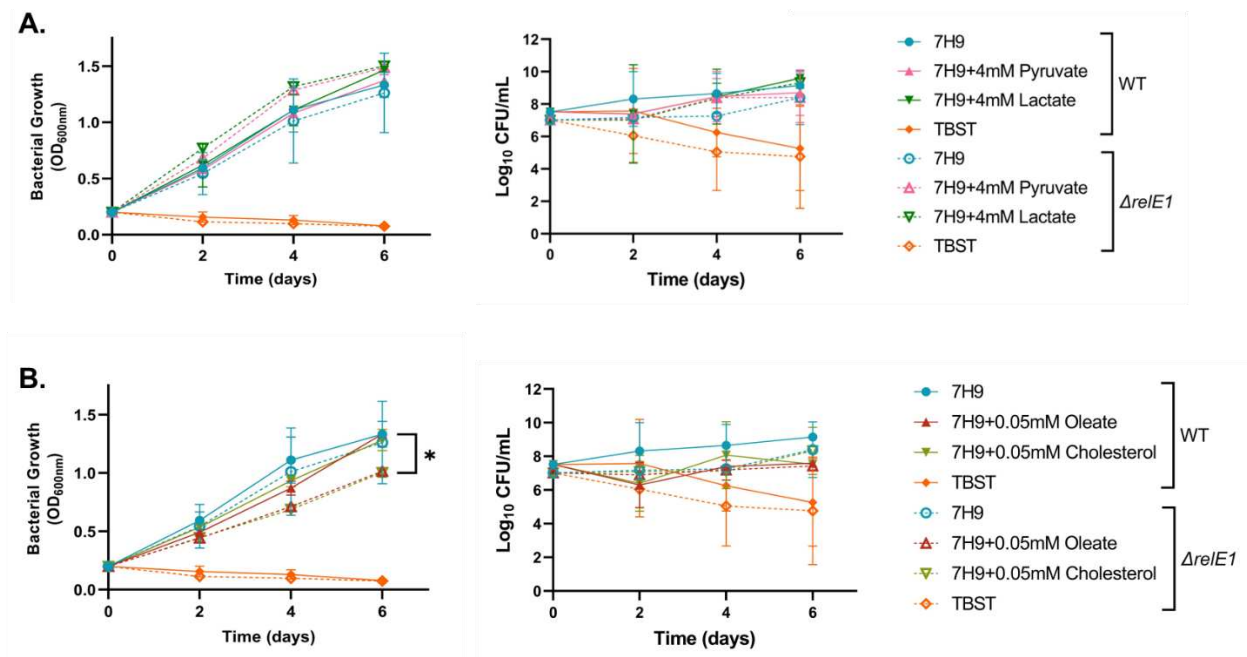 A.
Bacterial Growth
(OD600nm)
1.5
1.0
0.5
0.0
0 2 4 6
Time (days)
Log10 CFU/mL
12
10
8
6
4
2
0
0 2 4 6
Time (days)
7H9
7H9+4mM Pyruvate
7H9+4mM Lactate
TBST
WT
7H9
7H9+4mM Pyruvate
7H9+4mM Lactate
TBST
ΔrelE1
B.
Bacterial Growth
(OD600nm)
1.5
1.0
0.5
0.0
0 2 4 6
Time (days)
*
Log10 CFU/mL
12
10
8
6
4
2
0
0 2 4 6
Time (days)
7H9
7H9+0.05mM Oleate
7H9+0.05mM Cholesterol
TBST
WT
7H9
7H9+0.05mM Oleate
7H9+0.05mM Cholesterol
TBST
ΔrelE1